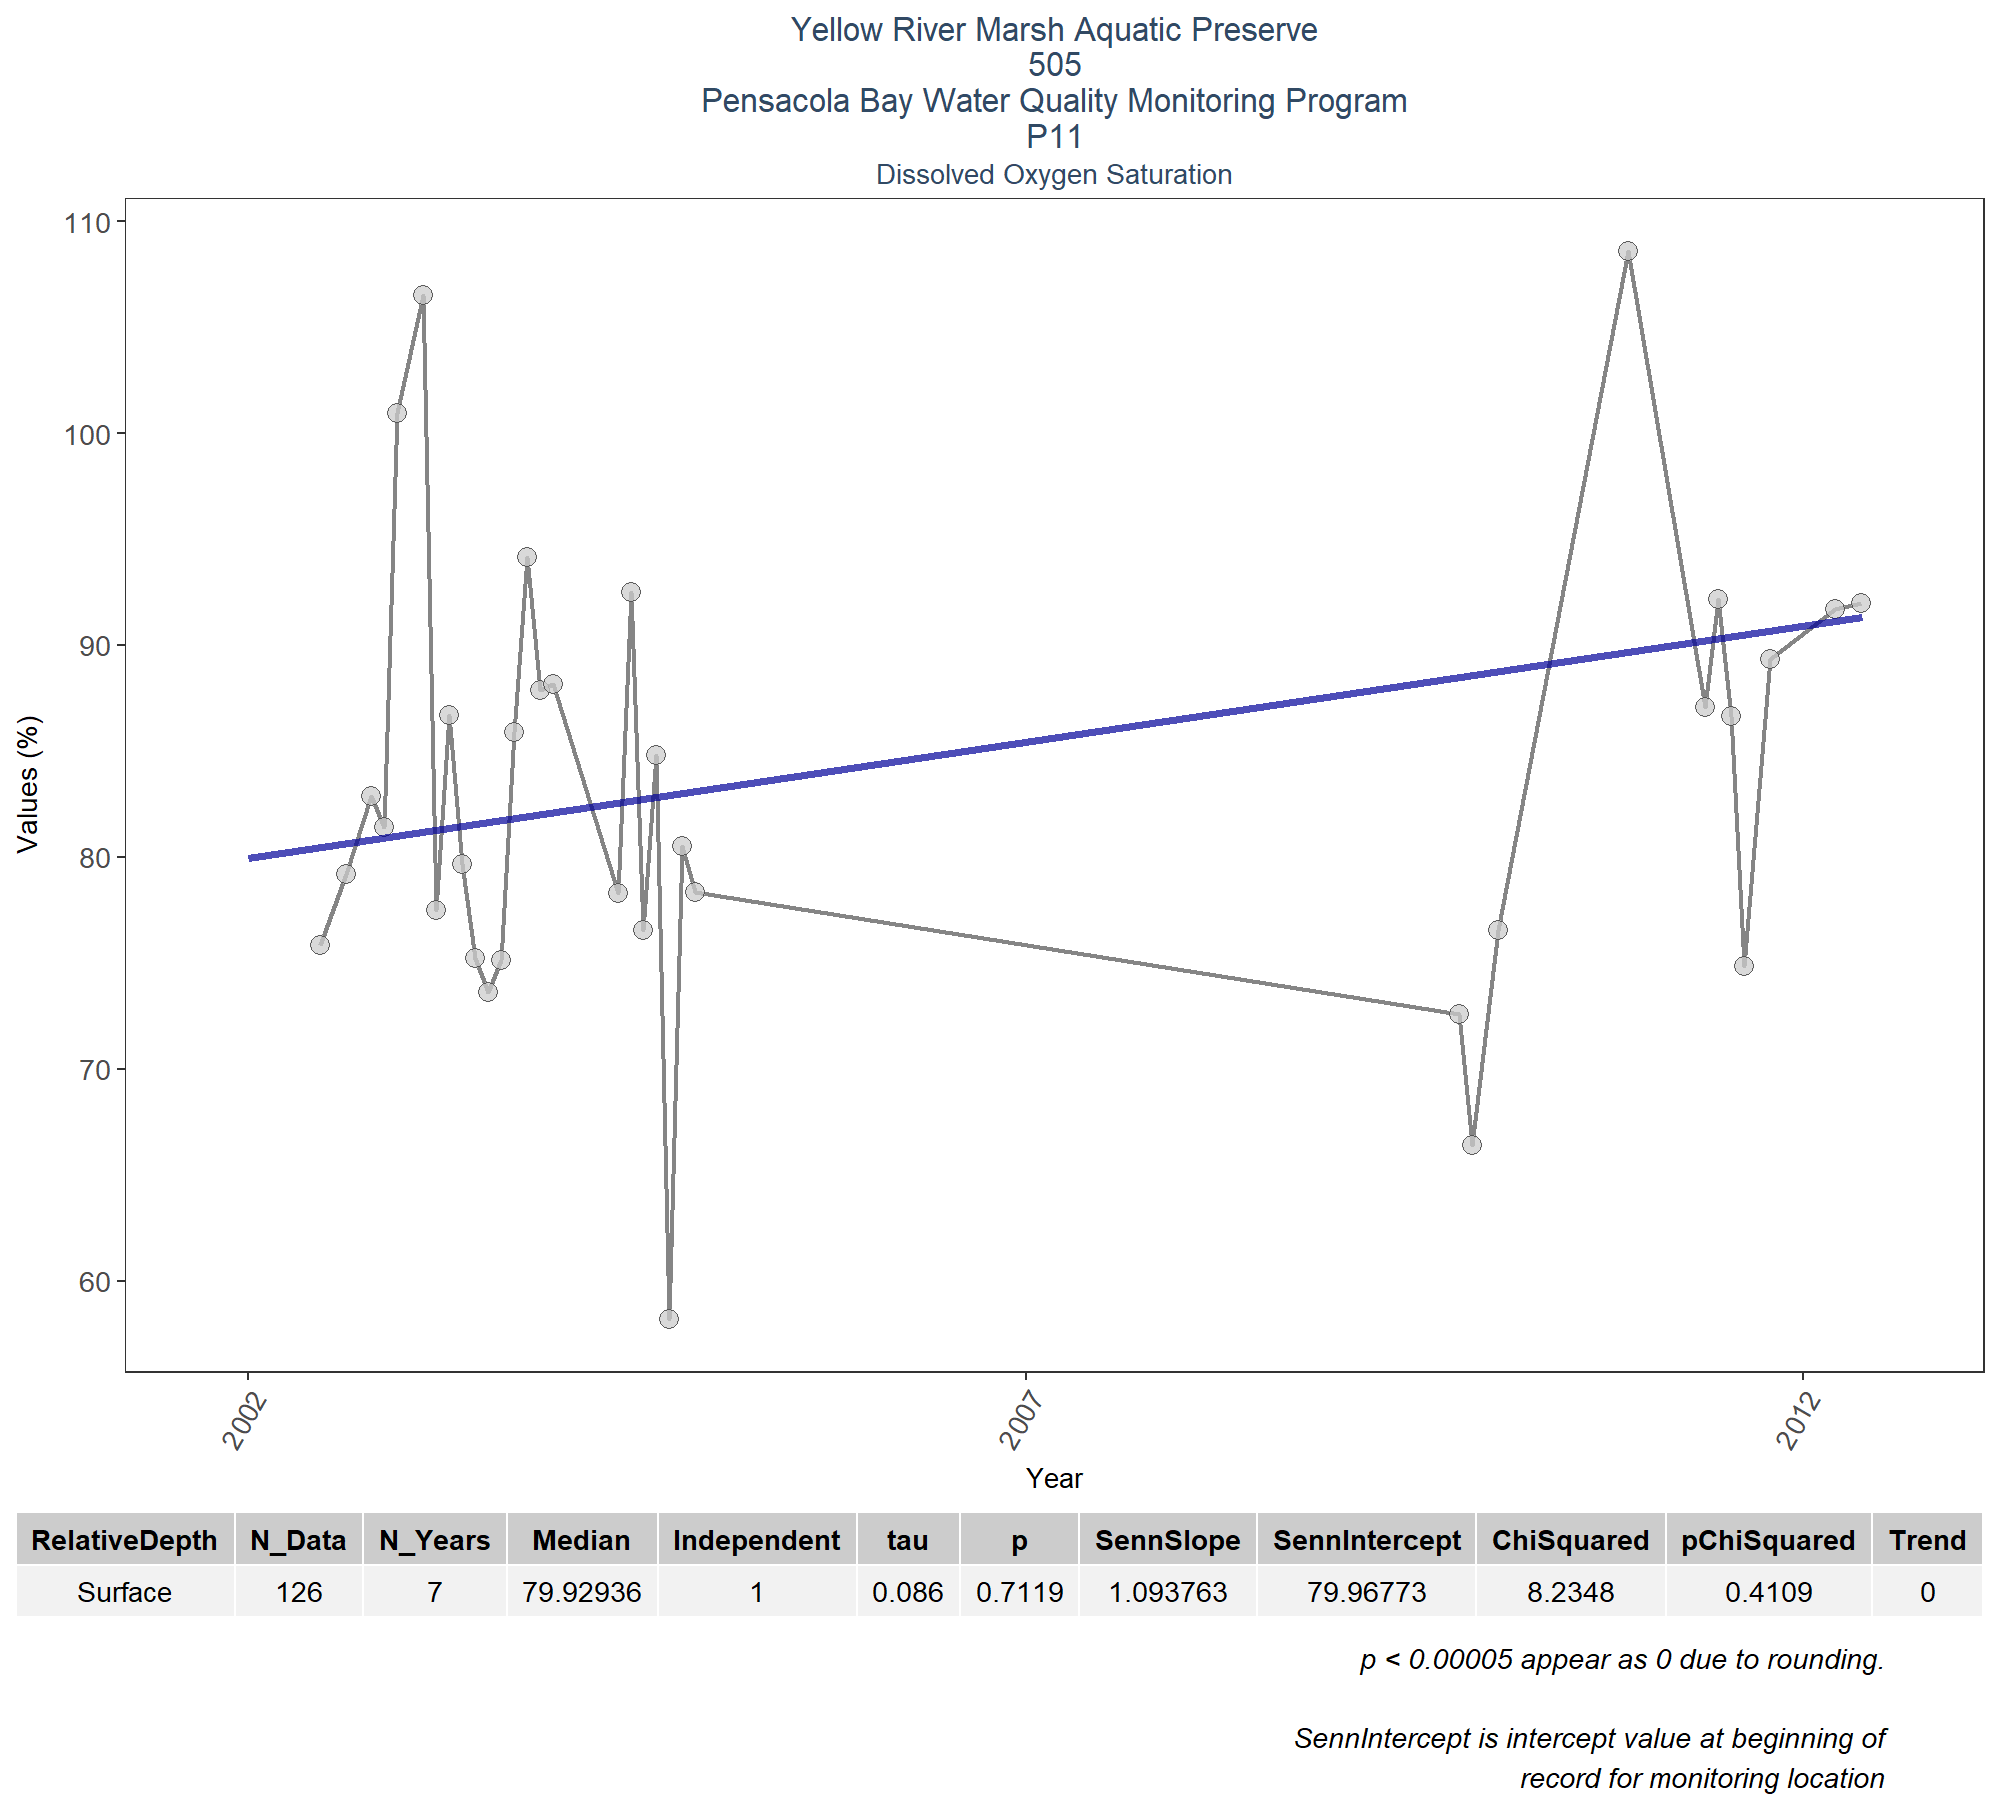 Yellow River Marsh Aquatic Preserve
505
Pensacola Bay Water Quality Monitoring Program
P11
Dissolved Oxygen Saturation
110
100
90
80
70
60
Values (%)
2002 2007 2012
Year
RelativeDepth N_Data N_Years Median Independent tau p SennSlope SennIntercept ChiSquared pChiSquared Trend
Surface 126 7 79.92936 1 0.086 0.7119 1.093763 79.96773 8.2348 0.4109 0
p < 0.00005 appear as 0 due to rounding.
SennIntercept is intercept value at beginning of
record for monitoring location